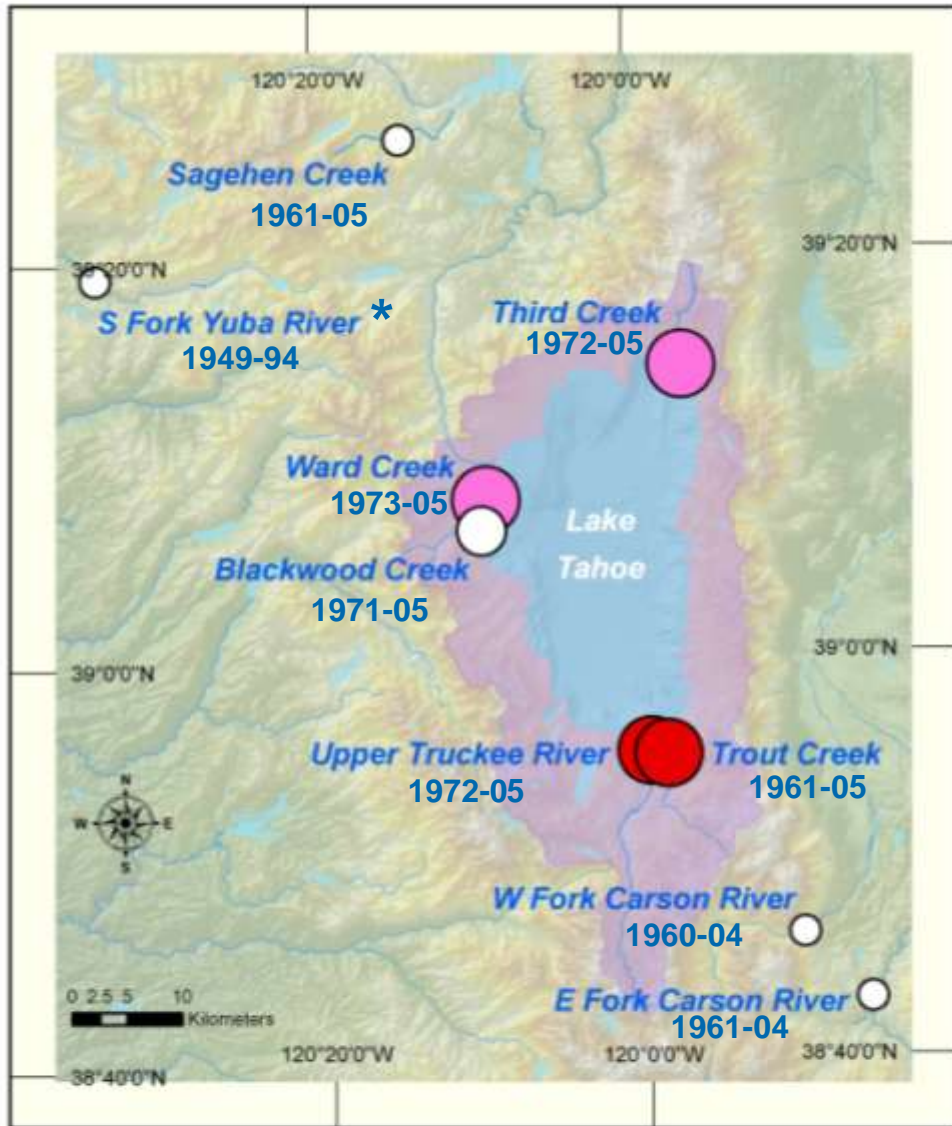 120°20'0"W
120°0'0"W
Sagehen Creek
1961-05
39°20'0"N
39°20'0"N
S Fork Yuba River *
1949-94
Third Creek
1972-05
Ward Creek
1973-05
Lake
Tahoe
Blackwood Creek
1971-05
39°0'0"N
39°0'0"N
Upper Truckee River
1972-05
Trout Creek
1961-05
N
W
E
S
W Fork Carson River
1960-04
E Fork Carson River
1961-04
0 2.5 5 10
Kilometers
120°20'0"W
120°0'0"W
38°40'0"N
38°40'0"N